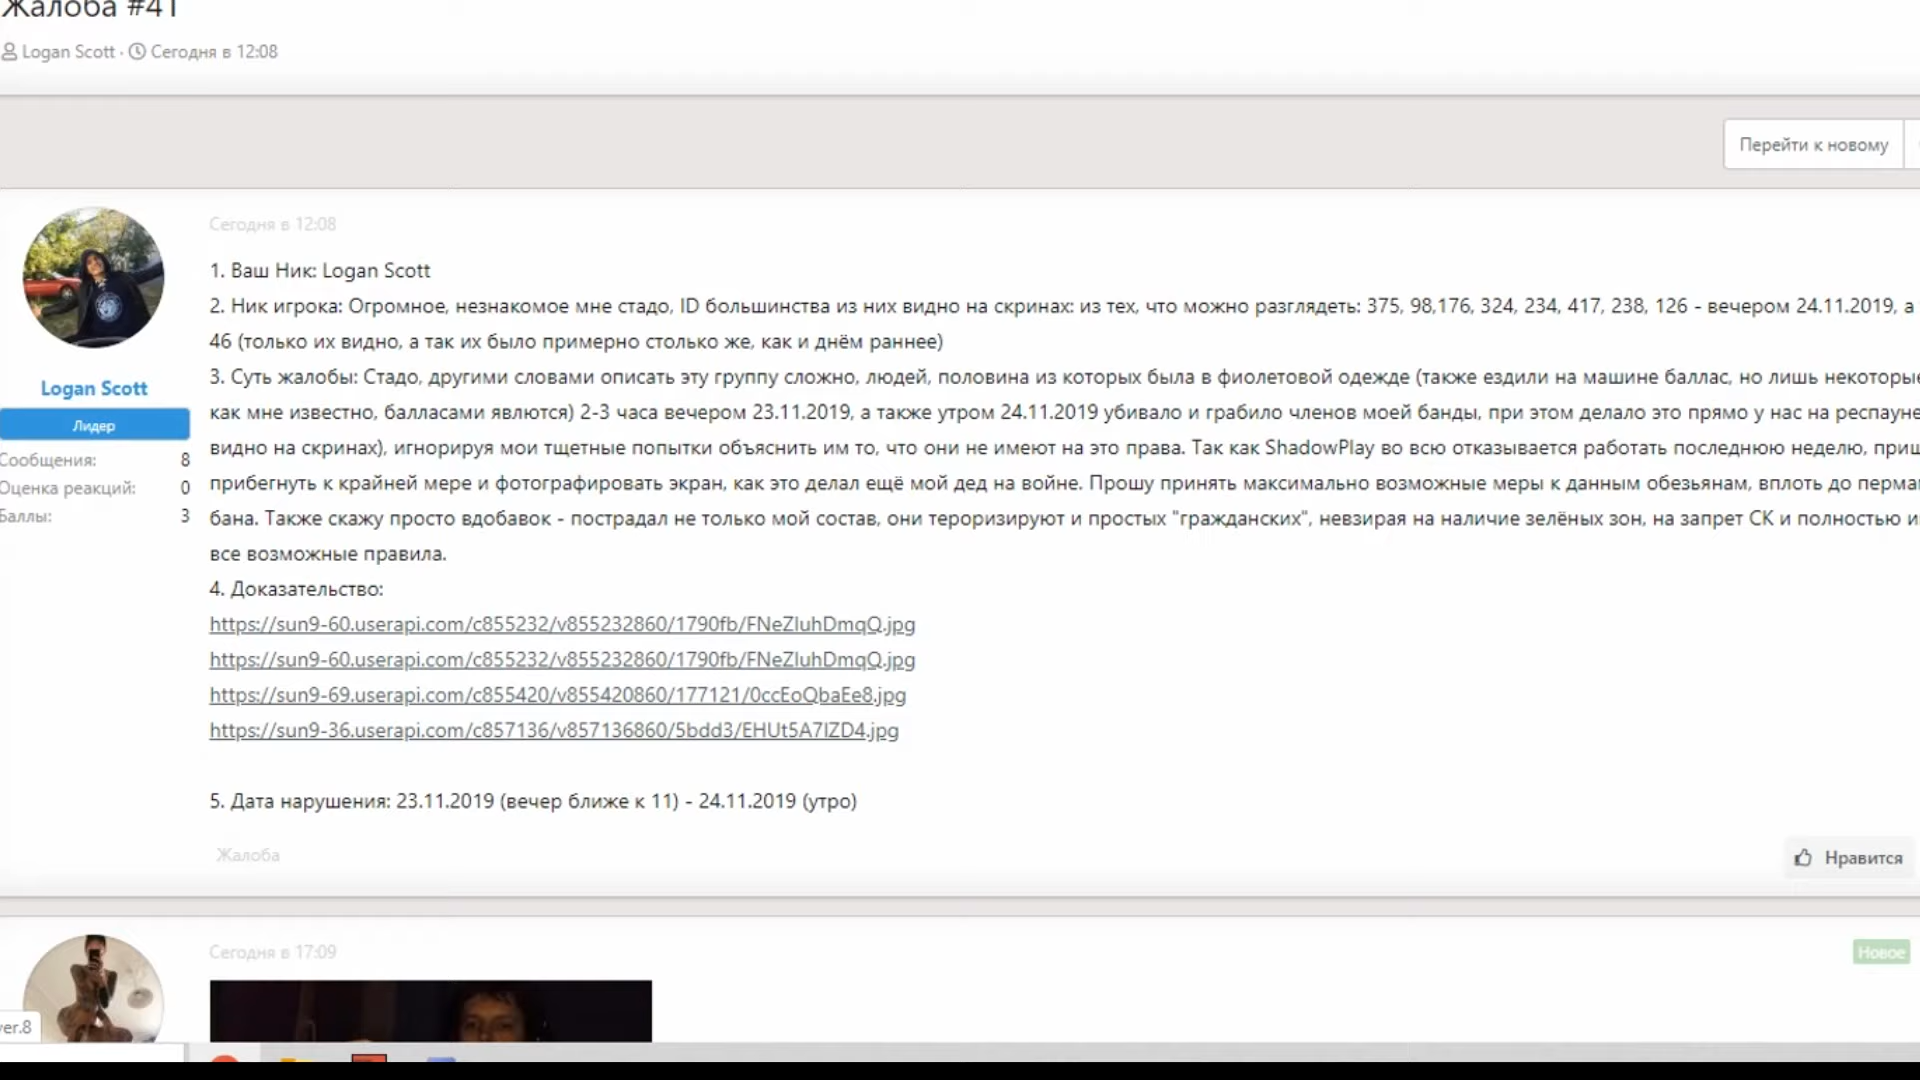 Жалоба #41
Logan Scott · Сегодня в 12:08
Перейти к новому
Сегодня в 12:08
1. Ваш Ник: Logan Scott
2. Ник игрока: Огромное, незнакомое мне стадо, ID большинства из них видно на скринах: из тех, что можно разглядеть: 375, 98,176, 324, 234, 417, 238, 126 - вечером 24.11.2019, а
46 (только их видно, а так их было примерно столько же, как и днём раннее)
3. Суть жалобы: Стадо, другими словами описать эту группу сложно, людей, половина из которых была в фиолетовой одежде (также ездили на машине баллас, но лишь некоторые
как мне известно, балласами явлются) 2-3 часа вечером 23.11.2019, а также утром 24.11.2019 убивало и грабило членов моей банды, при этом делало это прямо у нас на респауне
видно на скринах), игнорируя мои тщетные попытки объяснить им то, что они не имеют на это права. Так как ShadowPlay во всю отказывается работать последнюю неделю, приш
прибегнуть к крайней мере и фотографировать экран, как это делал ещё мой дед на войне. Прошу принять максимально возможные меры к данным обезьянам, вплоть до перма
бана. Также скажу просто вдобавок - пострадал не только мой состав, они тероризируют и простых "гражданских", невзирая на наличие зелёных зон, на запрет СК и полностью и
все возможные правила.
4. Доказательство:
https://sun9-60.userapi.com/c855232/v855232860/1790fb/FNeZIuhDmqQ.jpg
https://sun9-60.userapi.com/c855232/v855232860/1790fb/FNeZIuhDmqQ.jpg
https://sun9-69.userapi.com/c855420/v855420860/177121/0ccEoQbaEe8.jpg
https://sun9-36.userapi.com/c857136/v857136860/5bdd3/EHUt5A7IZD4.jpg
5. Дата нарушения: 23.11.2019 (вечер ближе к 11) - 24.11.2019 (утро)
Жалоба
Нравится
Logan Scott
Лидер
Сообщения: 8
Оценка реакций: 0
Баллы: 3
Сегодня в 17:09
Новое
ver.8